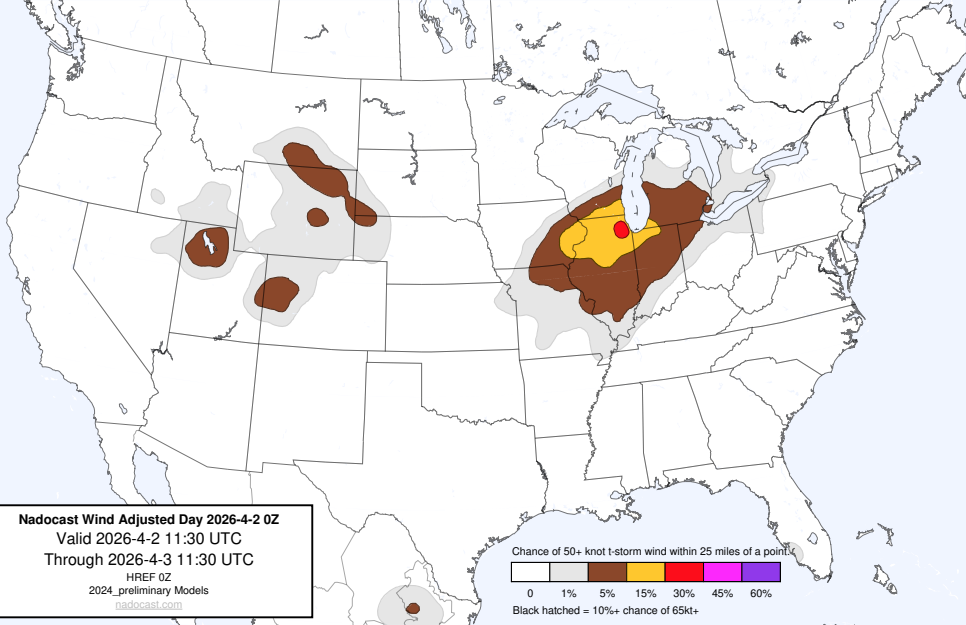 Nadocast Wind Adjusted Day 2026-4-2 0Z
Valid 2026-4-2 11:30 UTC
Through 2026-4-3 11:30 UTC
HREF 0Z
2024_preliminary Models
nadocast.com
Chance of 50+ knot t-storm wind within 25 miles of a point.
0 1% 5% 15% 30% 45% 60%
Black hatched = 10%+ chance of 65kt+